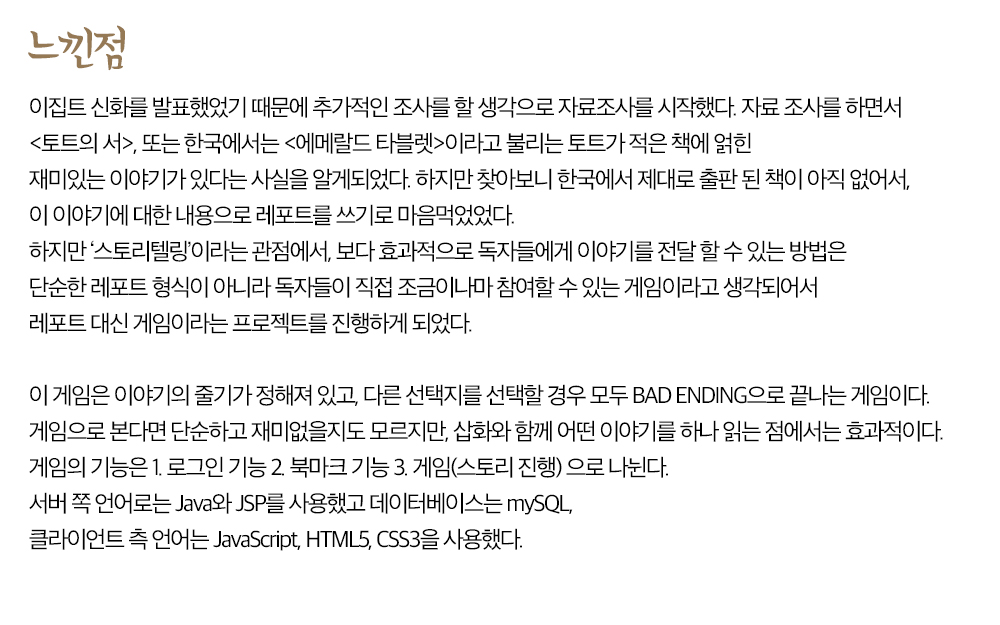 느낀점
이집트 신화를 발표했었기 때문에 추가적인 조사를 할 생각으로 자료조사를 시작했다. 자료 조사를 하면서
<토트의 서>, 또는 한국에서는 <에메랄드 타블렛>이라고 불리는 토트가 적은 책에 얽힌
재미있는 이야기가 있다는 사실을 알게되었다. 하지만 찾아보니 한국에서 제대로 출판 된 책이 아직 없어서,
이 이야기에 대한 내용으로 레포트를 쓰기로 마음먹었었다.
하지만 ‘스토리텔링’이라는 관점에서, 보다 효과적으로 독자들에게 이야기를 전달 할 수 있는 방법은
단순한 레포트 형식이 아니라 독자들이 직접 조금이나마 참여할 수 있는 게임이라고 생각되어서
레포트 대신 게임이라는 프로젝트를 진행하게 되었다.
이 게임은 이야기의 줄기가 정해져 있고, 다른 선택지를 선택할 경우 모두 BAD ENDING으로 끝나는 게임이다.
게임으로 본다면 단순하고 재미없을지도 모르지만, 삽화와 함께 어떤 이야기를 하나 읽는 점에서는 효과적이다.
게임의 기능은 1. 로그인 기능 2. 북마크 기능 3. 게임(스토리 진행) 으로 나뉜다.
서버 쪽 언어로는 Java와 JSP를 사용했고 데이터베이스는 mySQL,
클라이언트 측 언어는 JavaScript, HTML5, CSS3을 사용했다.